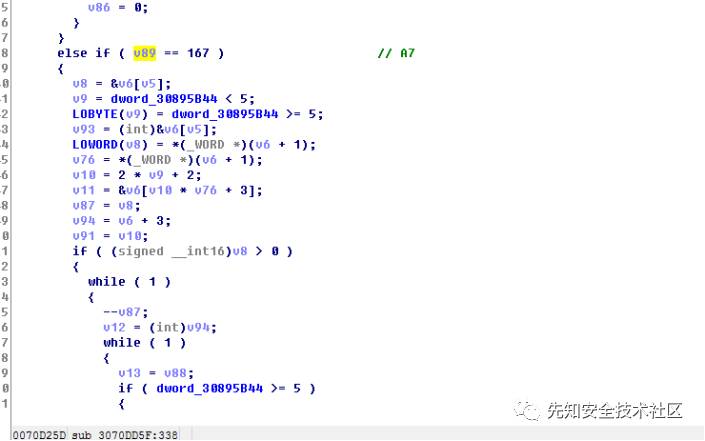 5 v86 = 0;
6 }
7 }
8 else if ( v89 == 167 ) // A7
9 {
0 v8 = &v6[v5];
1 v9 = dword_30895B44 < 5;
2 LOBYTE(v9) = dword_30895B44 >= 5;
3 v93 = (int)&v6[v5];
4 LOWORD(v8) = *(_WORD *)(v6 + 1);
5 v76 = *(_WORD *)(v6 + 1);
6 v10 = 2 * v9 + 2;
7 v11 = &v6[v10 * v76 + 3];
8 v87 = v8;
9 v94 = v6 + 3;
0 v91 = v10;
1 if ( (signed __int16)v8 > 0 )
2 {
3 while ( 1 )
4 {
5 --v87;
6 v12 = (int)v94;
7 while ( 1 )
8 {
9 v13 = v88;
0 if ( dword_30895B44 >= 5 )
1 {
先知安全技术社区
0070D25D sub 3070DD5F:338